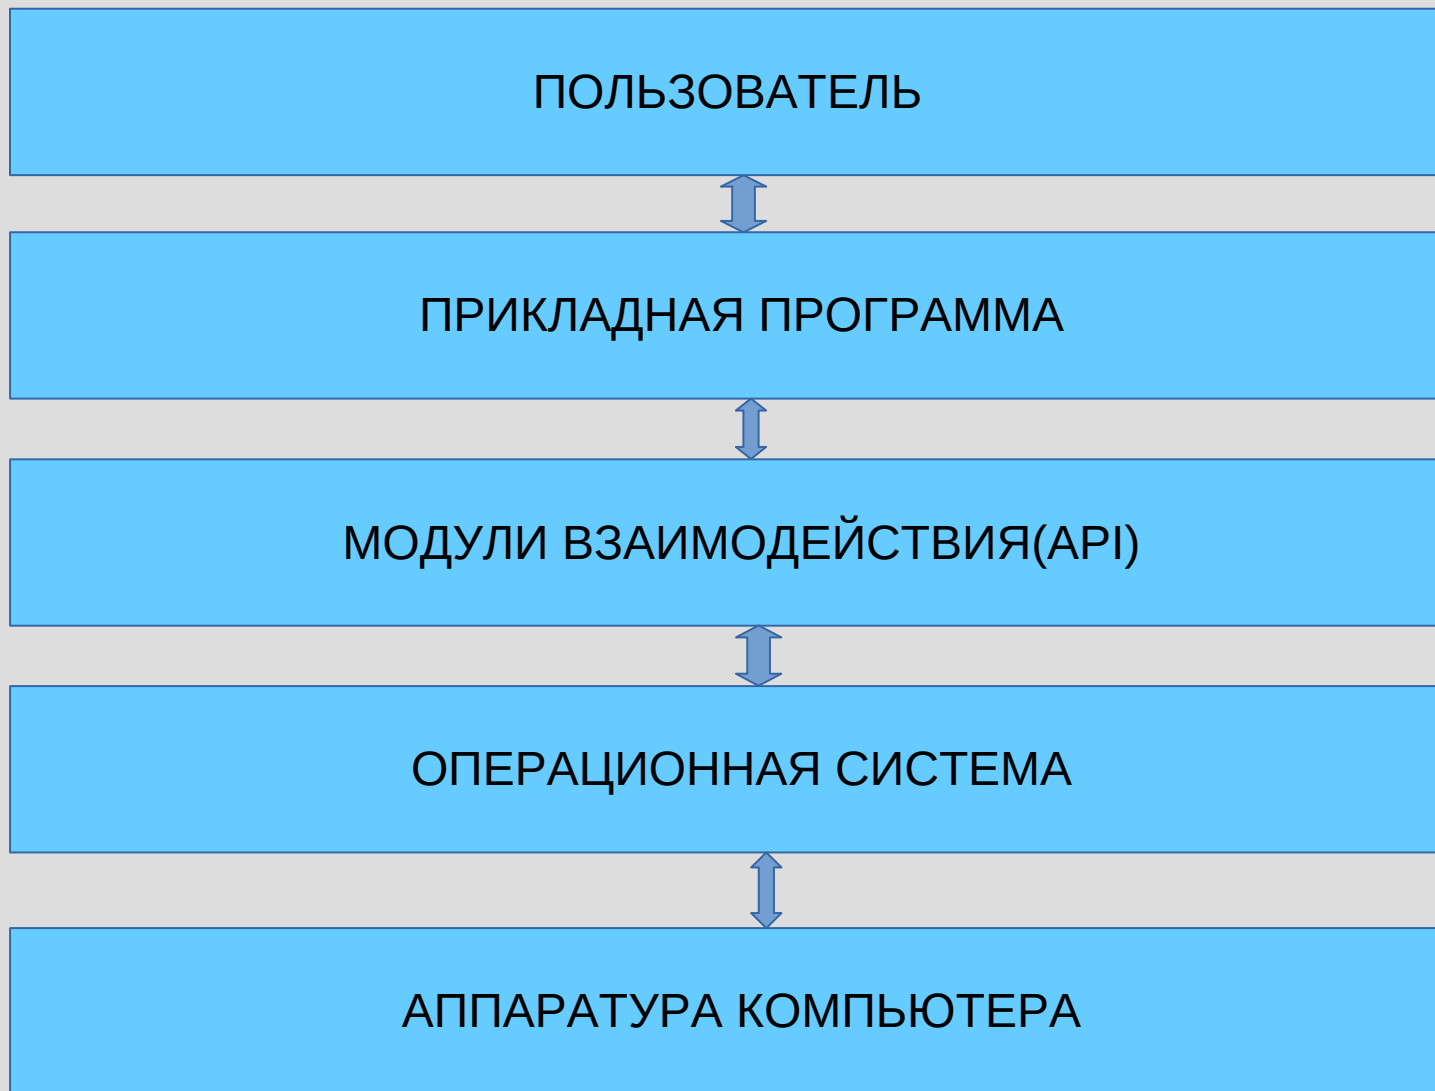 ПОЛЬЗОВАТЕЛЬ
ПРИКЛАДНАЯ ПРОГРАММА
МОДУЛИ ВЗАИМОДЕЙСТВИЯ(API)
ОПЕРАЦИОННАЯ СИСТЕМА
АППАРАТУРА КОМПЬЮТЕРА